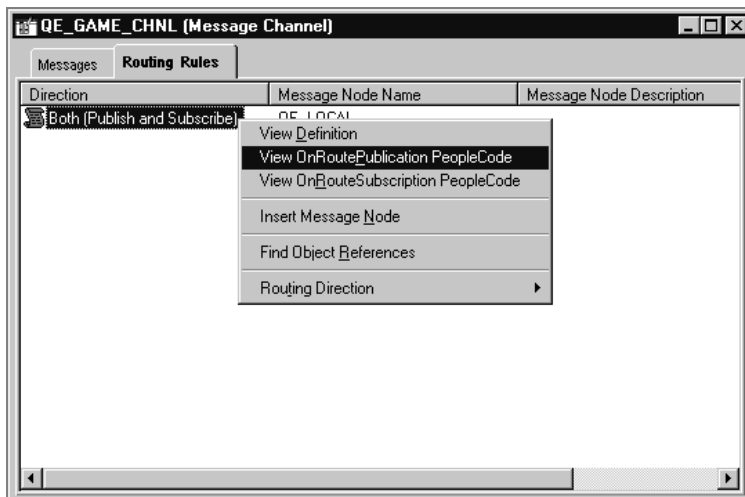 QE_GAME_CHNL (Message Channel)
Messages
Routing Rules
Direction
Message Node Name
Message Node Description
Both (Publish and Subscribe)
QE_LOCAL
View Definition
View OnRoutePublication PeopleCode
View OnRouteSubscription PeopleCode
Insert Message Node
Find Object References
Routing Direction